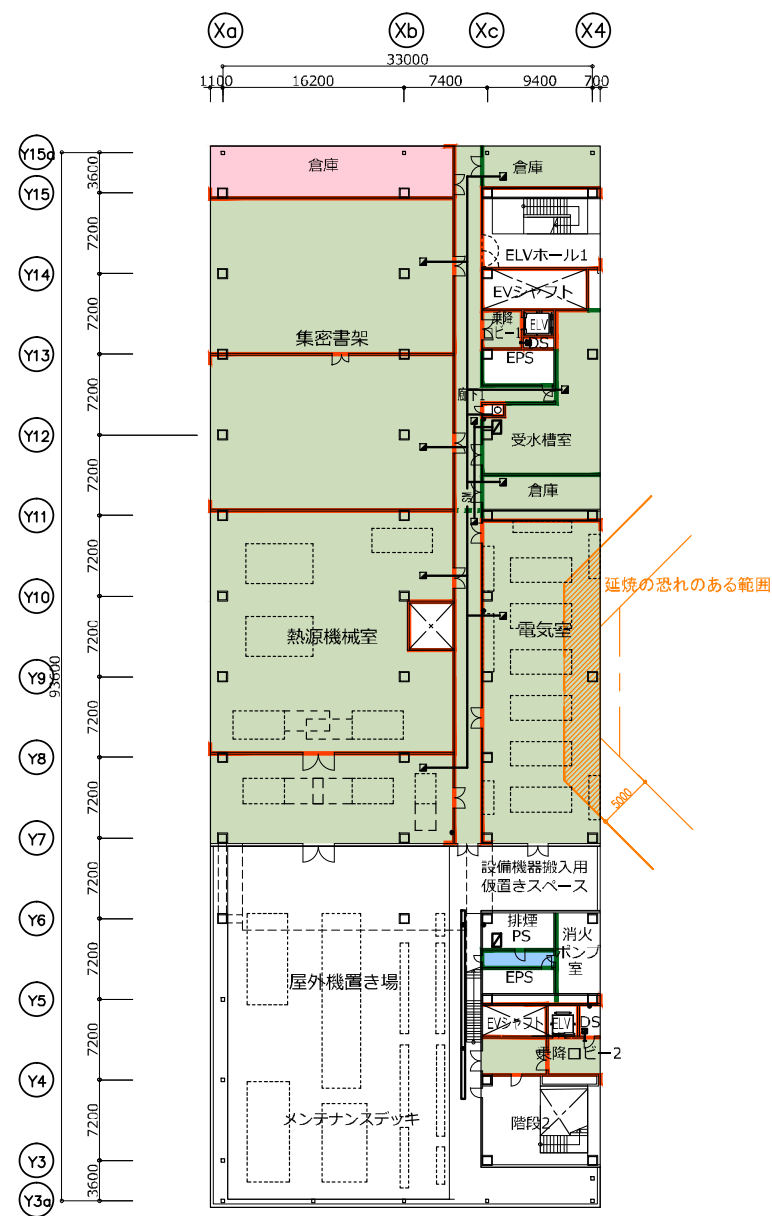 Xa
Xb
Xc
X4
33000
1100
16200
7400
9400
700
Y15a
3600
倉庫
倉庫
Y15
7200
ELVホール1
Y14
EVシャフト
7200
乗降
ロビー1
ELV
DS
集密書架
Y13
EPS
7200
廊下1
Y12
受水槽室
7200
倉庫
SM
Y11
7200
延焼の恐れのある範囲
Y10
熱源機械室
電気室
7200
93600
Y9
7200
Y8
5000
7200
Y7
設備機器搬入用
仮置きスペース
7200
Y6
排煙
PS
消火
ポンプ
室
7200
EPS
屋外機置き場
Y5
EVシャフト
ELV
DS
7200
乗降ロビー2
Y4
メンテナンスデッキ
階段2
7200
Y3
3600
Y3a